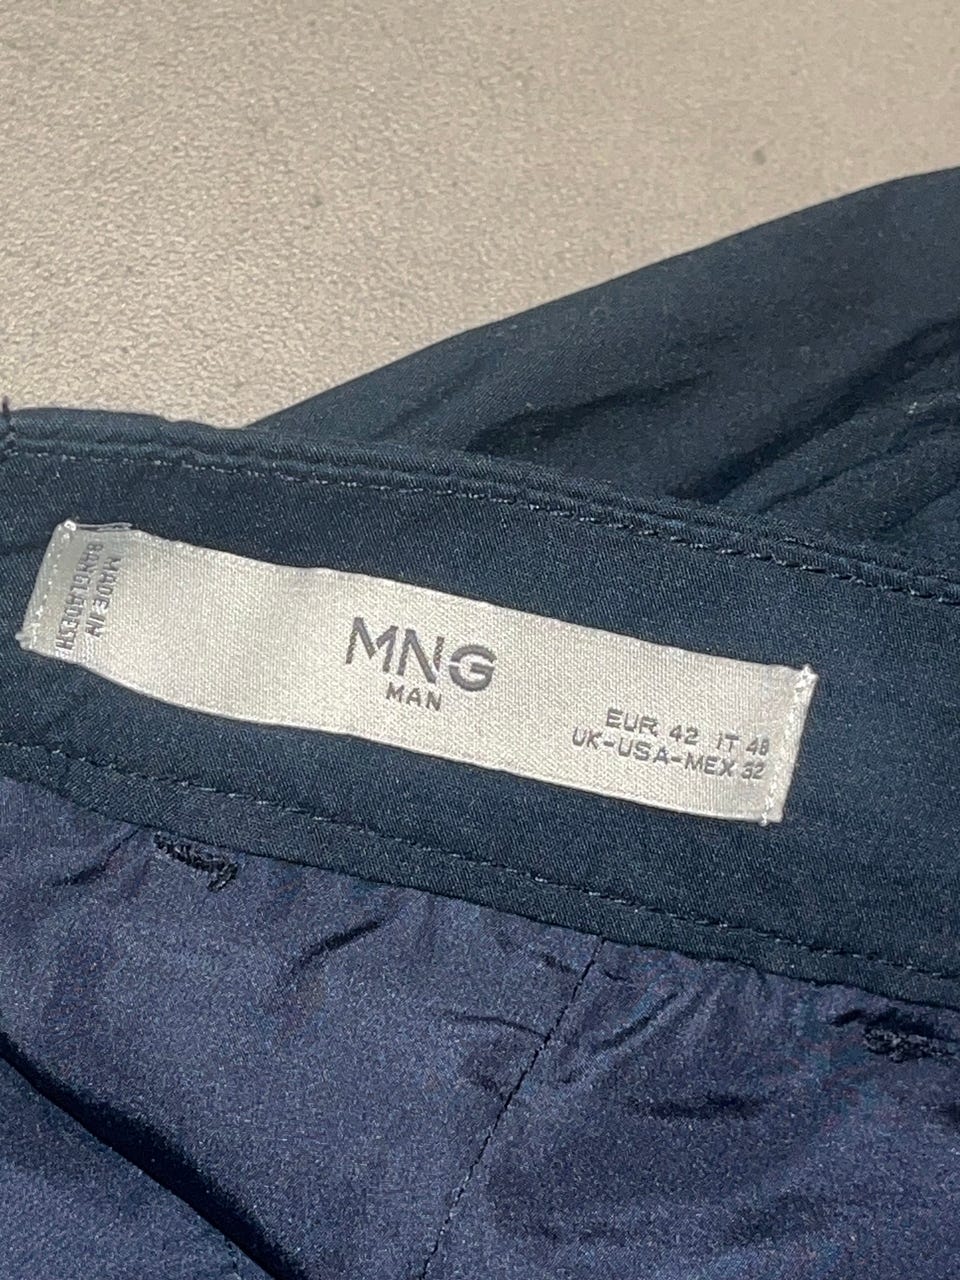 MADE IN
BANGLADESH
MNG
MAN
EUR 42 IT 48
UK-USA-MEX 32